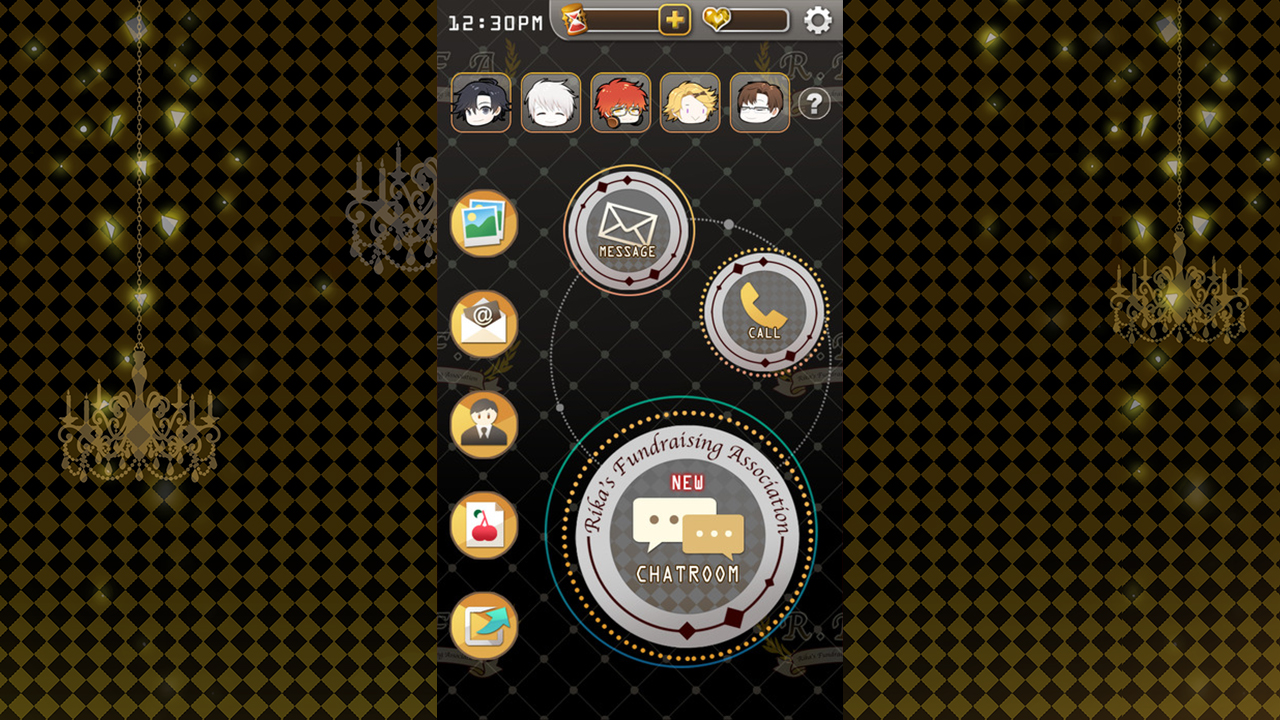 12:30PM
?
MESSAGE
CALL
@
Rika's Fundraising Association
NEW
CHATROOM